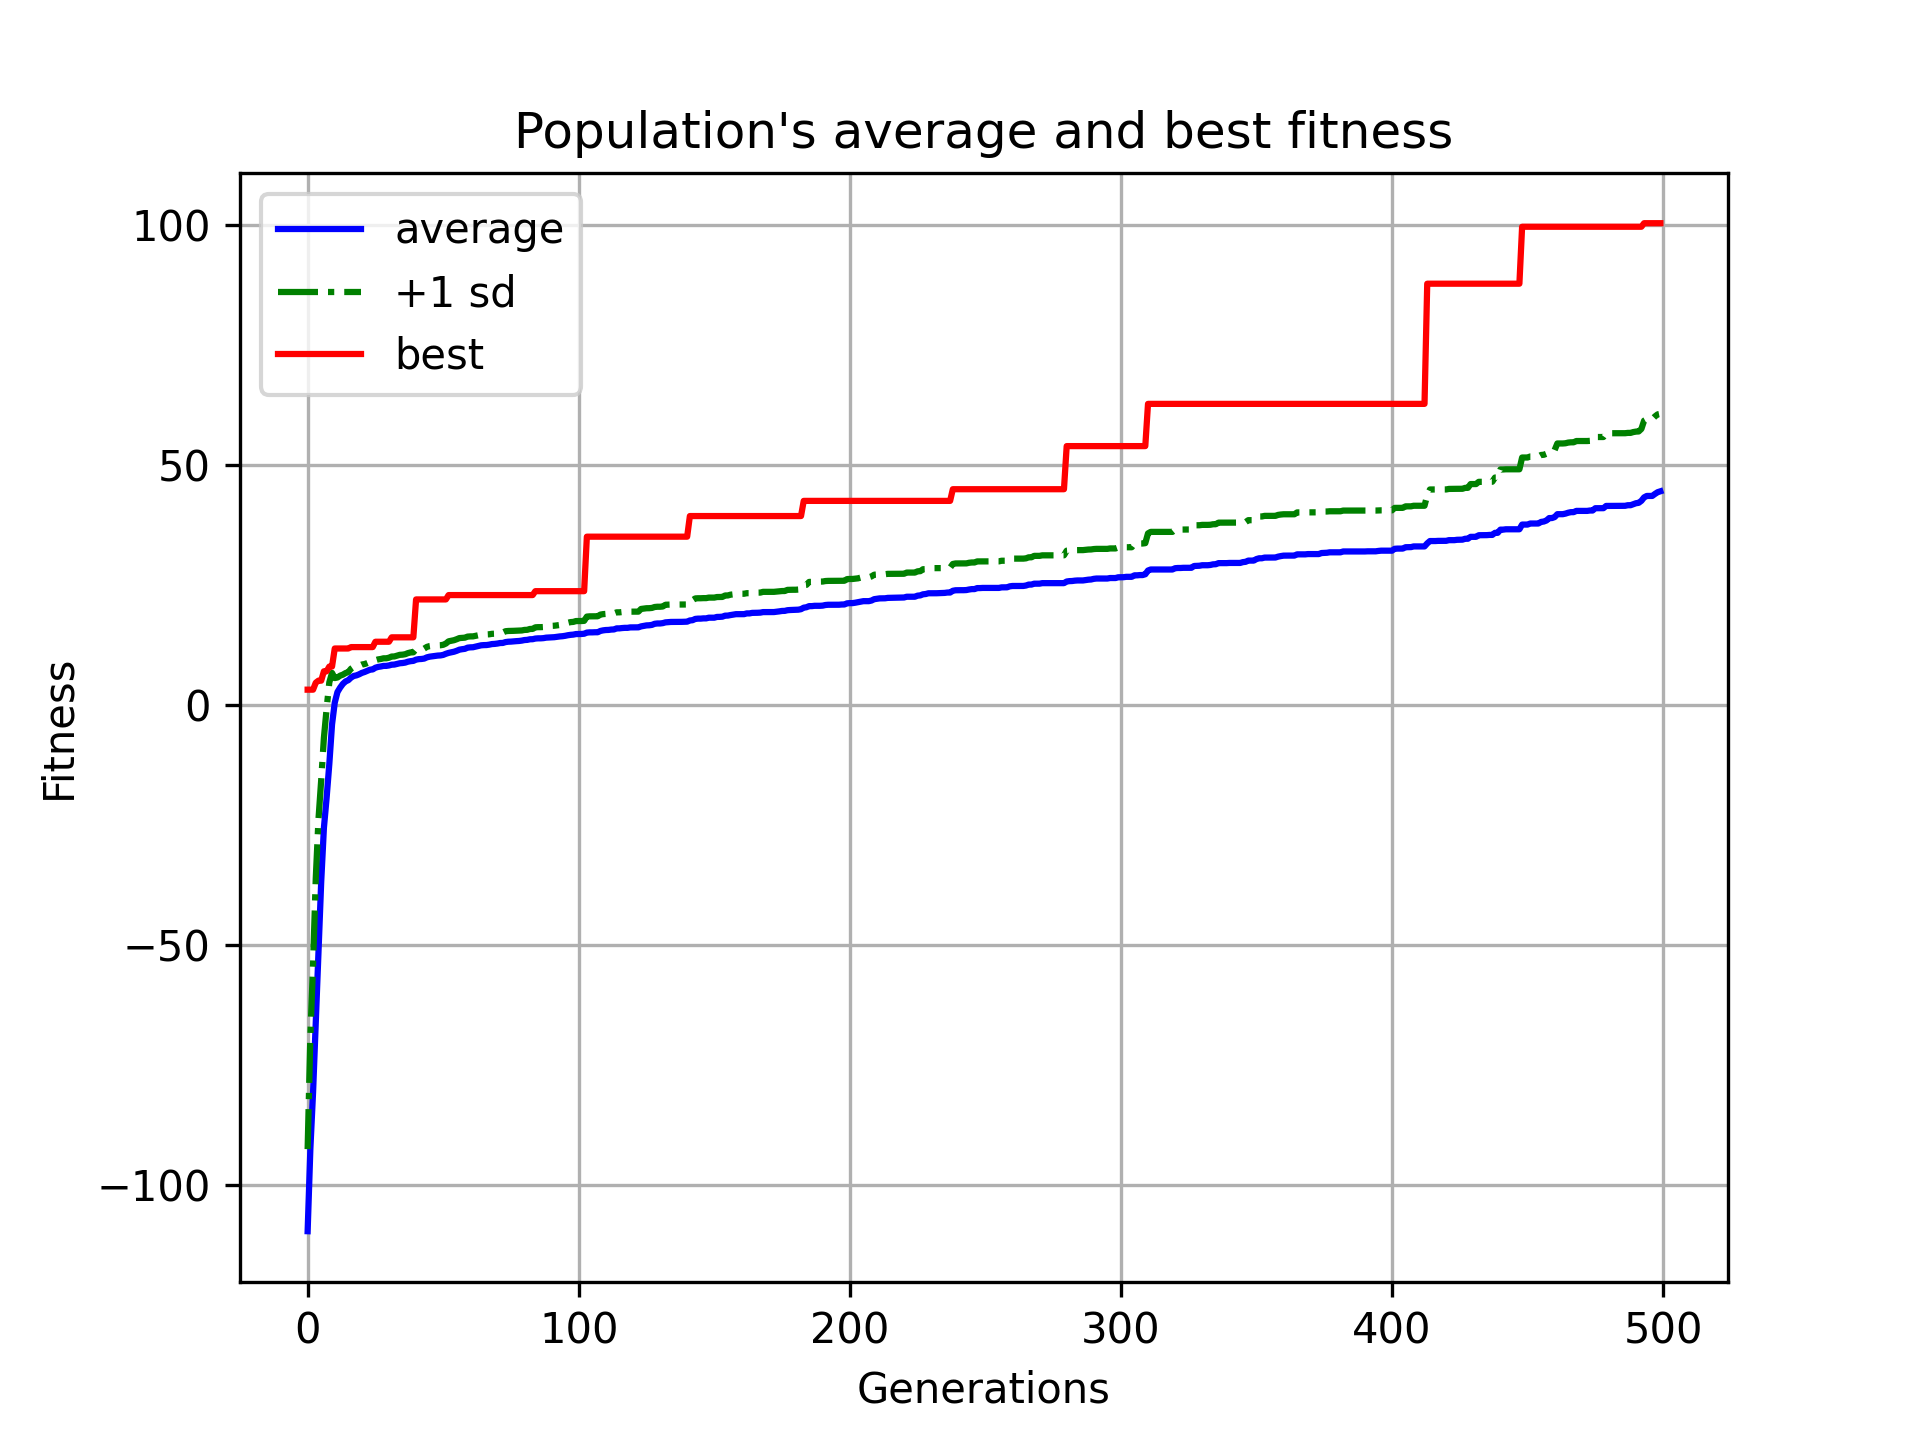 Population's average and best fitness
average
+1 sd
best
100
50
0
−50
−100
Fitness
0 100 200 300 400 500
Generations